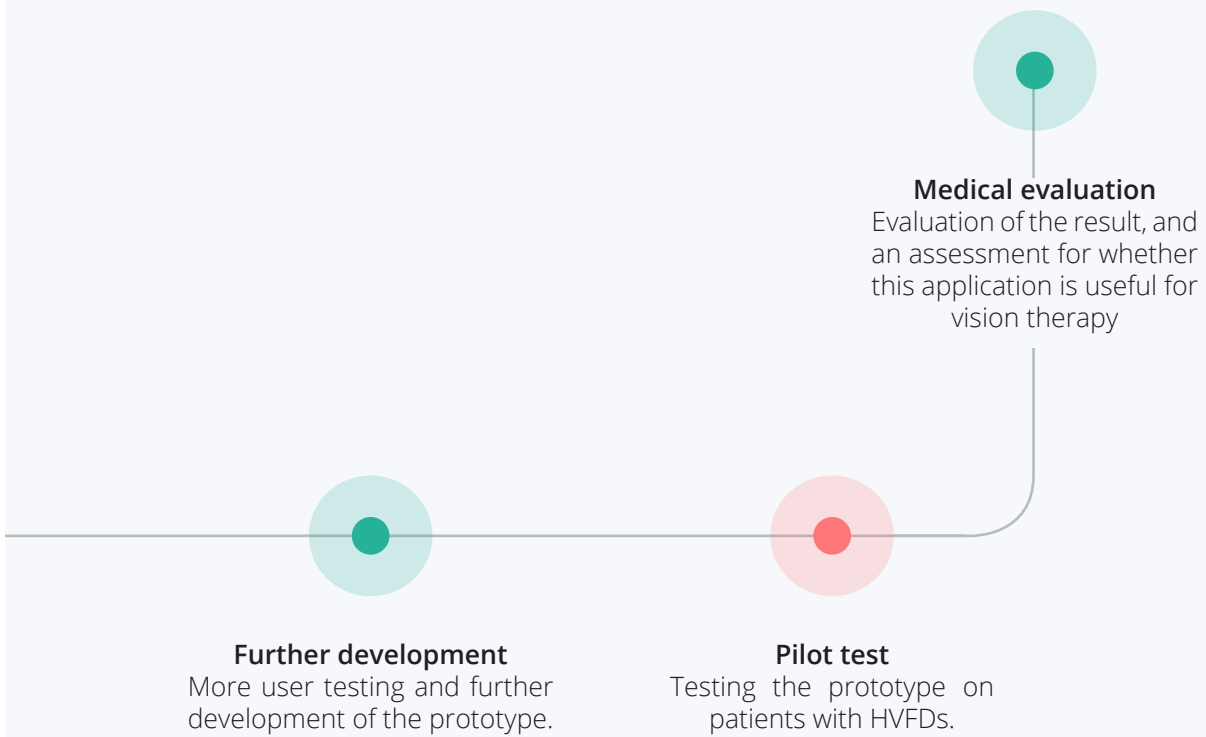 Medical evaluation
Evaluation of the result, and
an assessment for whether
this application is useful for
vision therapy
Further development
More user testing and further
development of the prototype.
Pilot test
Testing the prototype on
patients with HVFDs.